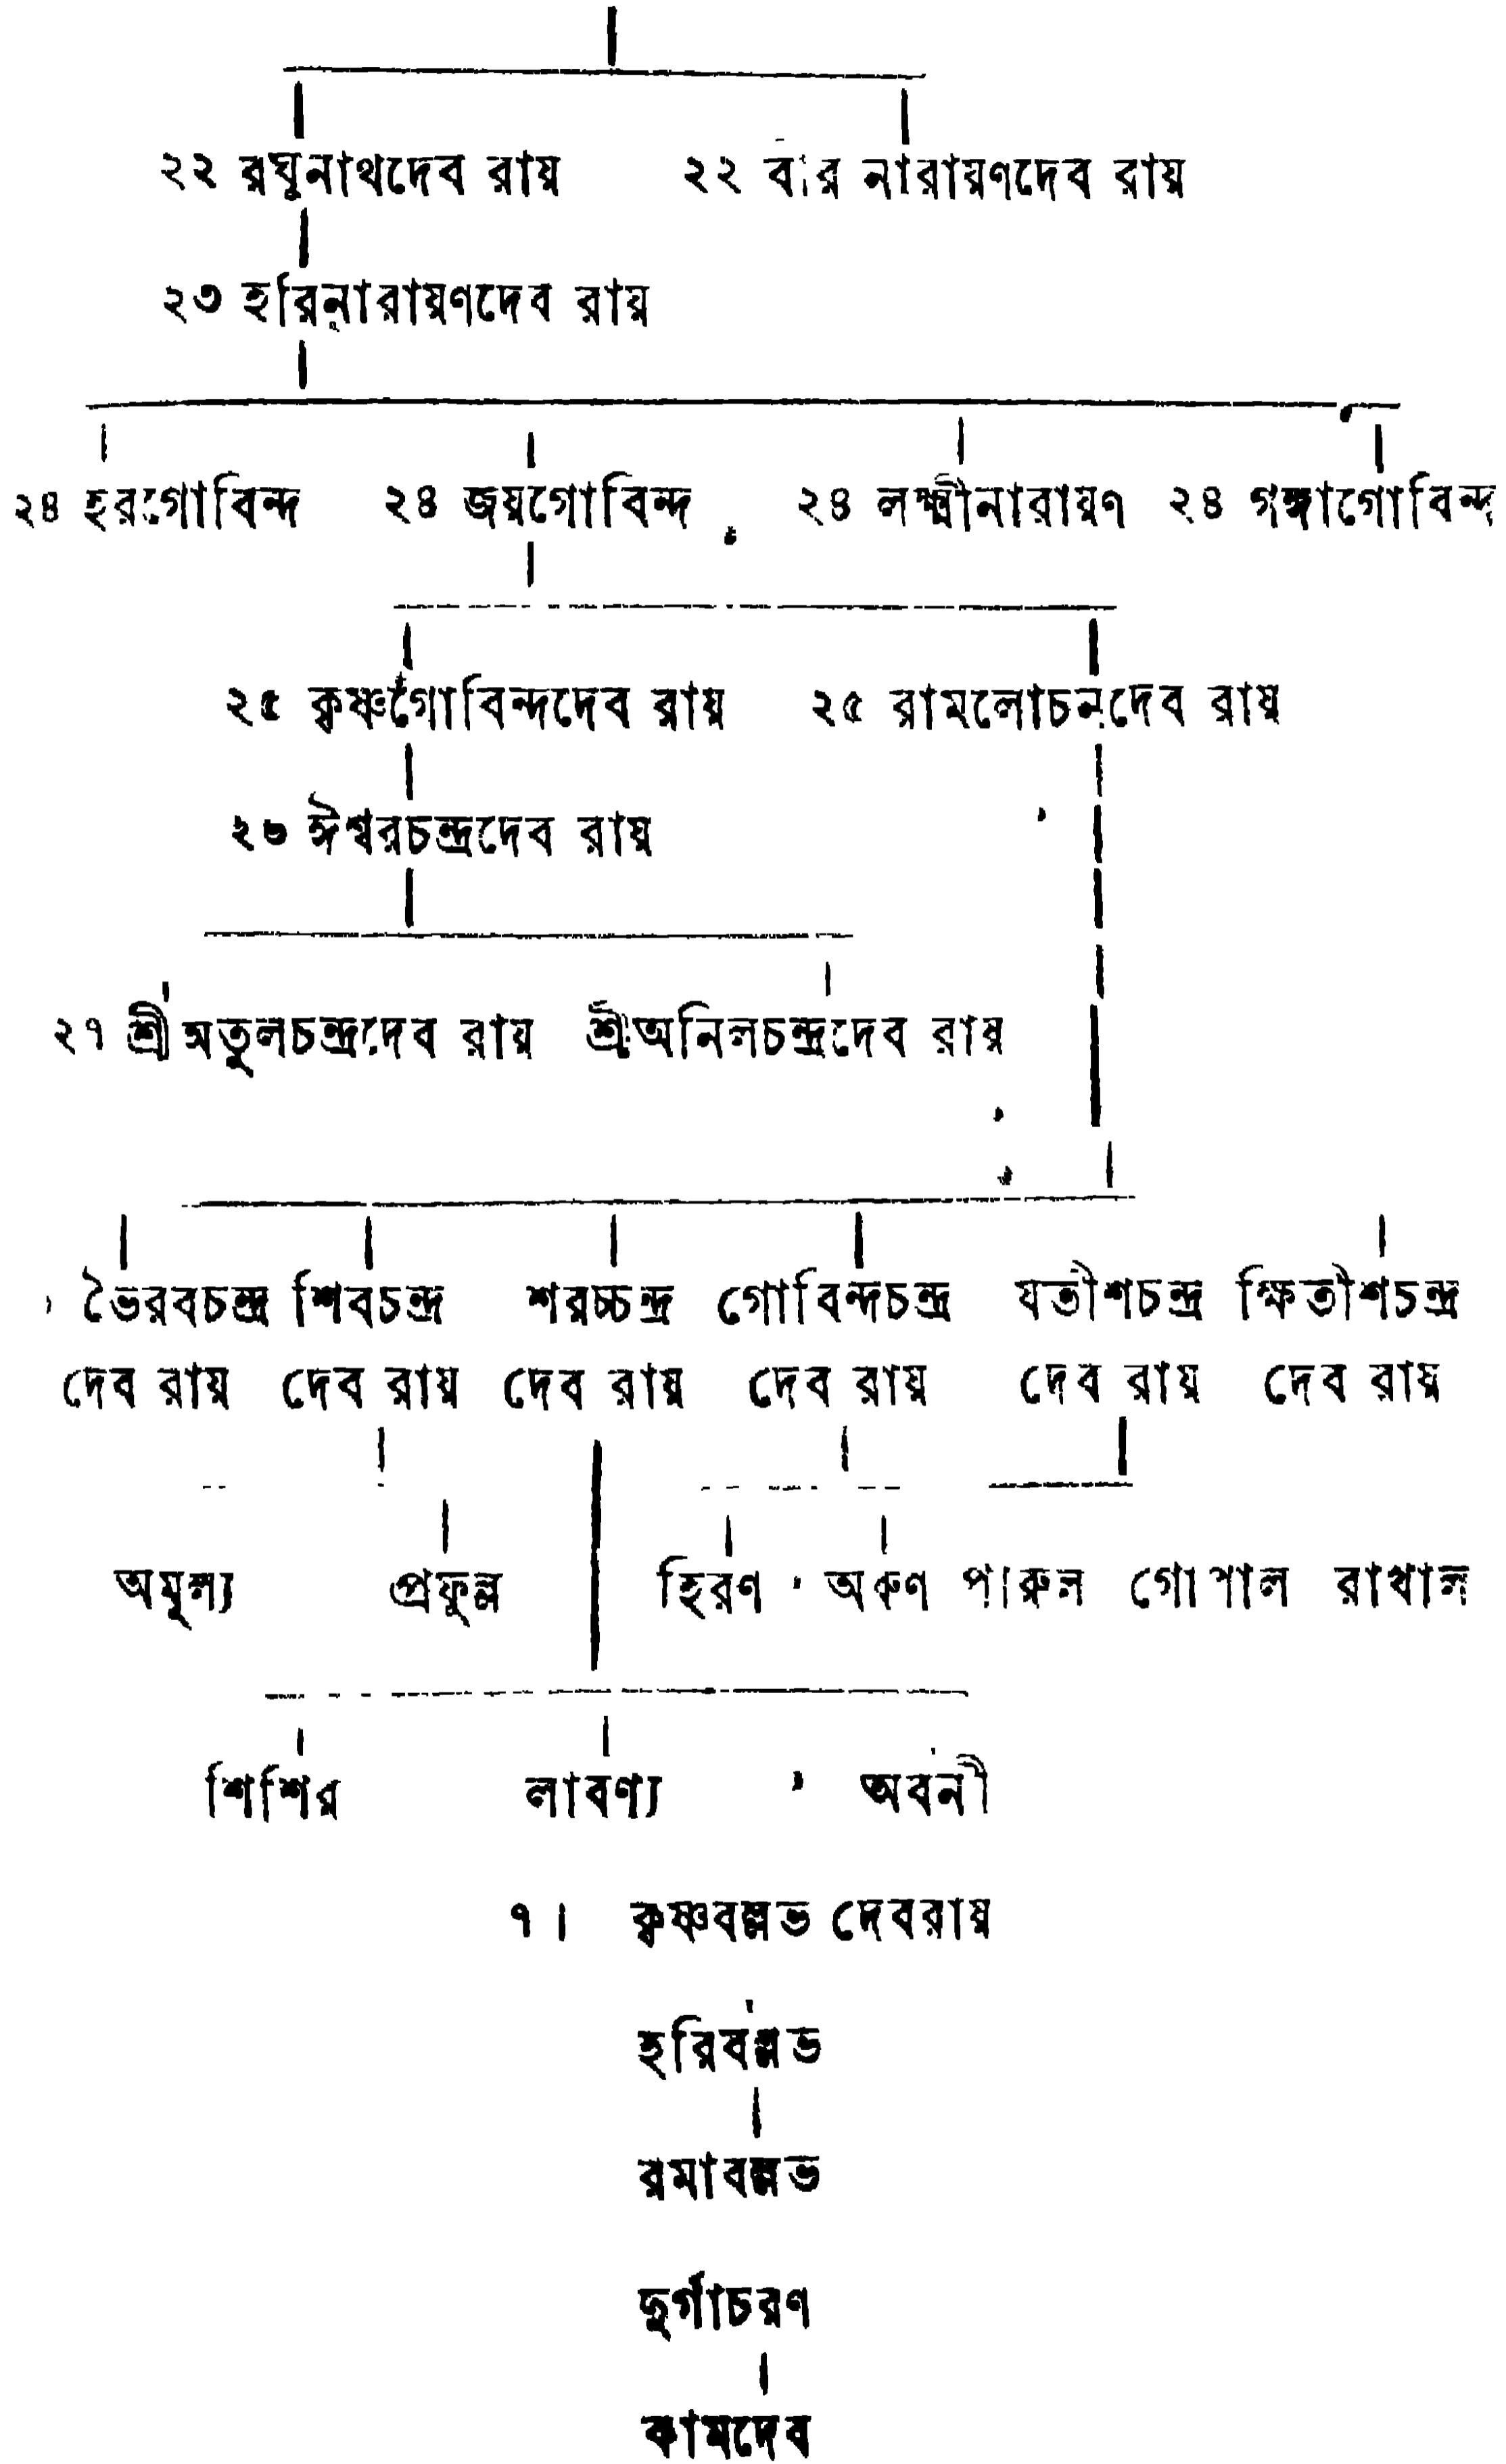 ২২ রঘুনাথদেব রায় ২২ বীর নারায়ণদেব রায়
২৩ হরিনারায়ণদেব রায়
২৪ হরগোবিন্দ ২৪ জয়গোবিন্দ ২৪ লক্ষ্মীনারায়ণ ২৪ গঙ্গাগোবিন্দ
২৫ কৃষ্ণগোবিন্দদেব রায় ২৫ রামলোচনদেব রায়
২৬ ঈশ্বরচন্দ্রদেব রায়
২৭ শ্রীঅতুলচন্দ্রদেব রায় শ্রীঅনিলচন্দ্রদেব রায়
ভৈরবচন্দ্র শিবচন্দ্র শরচ্চন্দ্র গোবিন্দচন্দ্র যতীশচন্দ্র ক্ষিতীশচন্দ্র
দেব রায় দেব রায় দেব রায় দেব রায় দেব রায় দেব রায়
অমূল্য প্রফুল্ল হিরণ অরুণ পারুল গোপাল রাখাল
শিশির লাবণ্য অবনী
৭। কৃষ্ণবল্লভ দেবরায়
হরিবল্লভ
রমাবল্লভ
দুর্গাচরণ
কামদেব